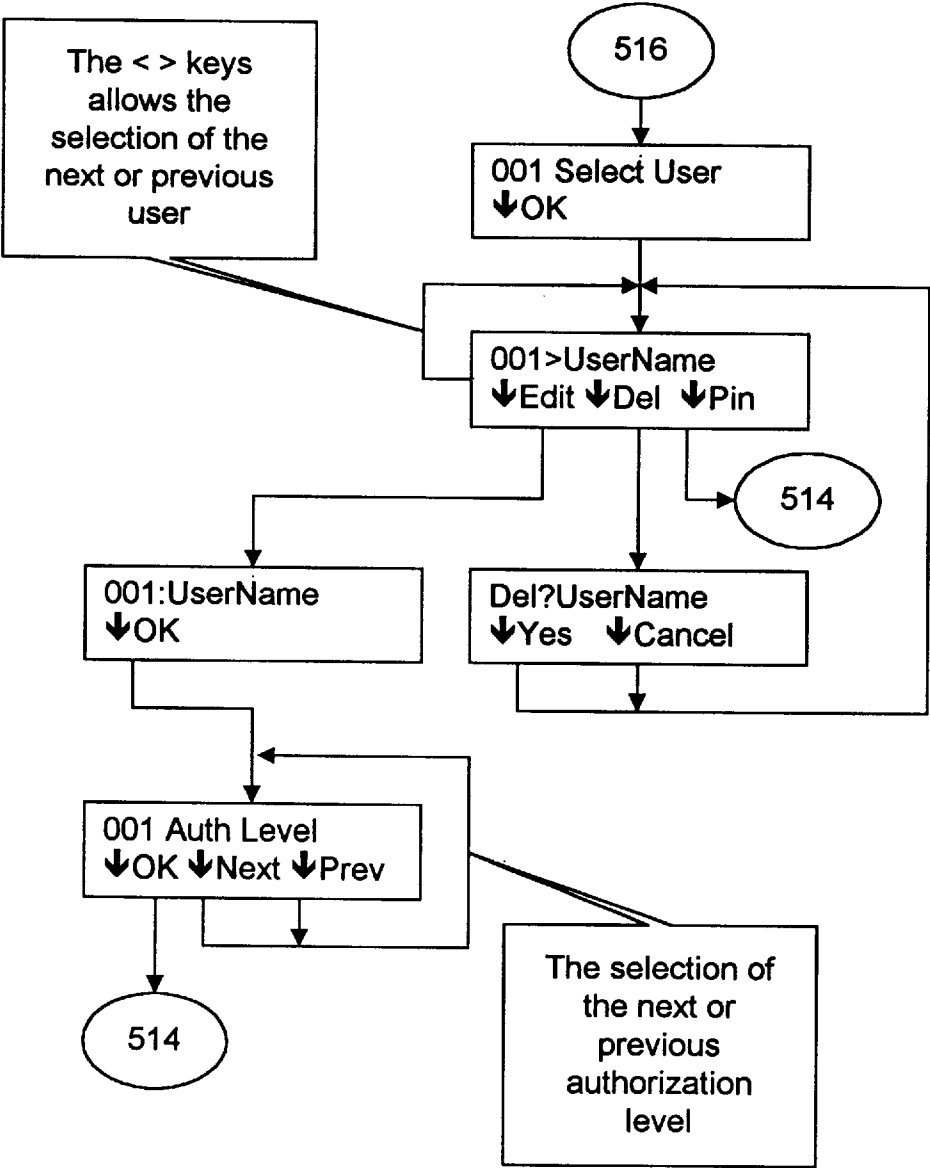 516
The < > keys
allows the
selection of the
next or previous
user
001 Select User
↓OK
001>UserName
↓Edit ↓Del ↓Pin
514
001:UserName
↓OK
Del?UserName
↓Yes ↓Cancel
001 Auth Level
↓OK ↓Next ↓Prev
514
The selection of
the next or
previous
authorization
level